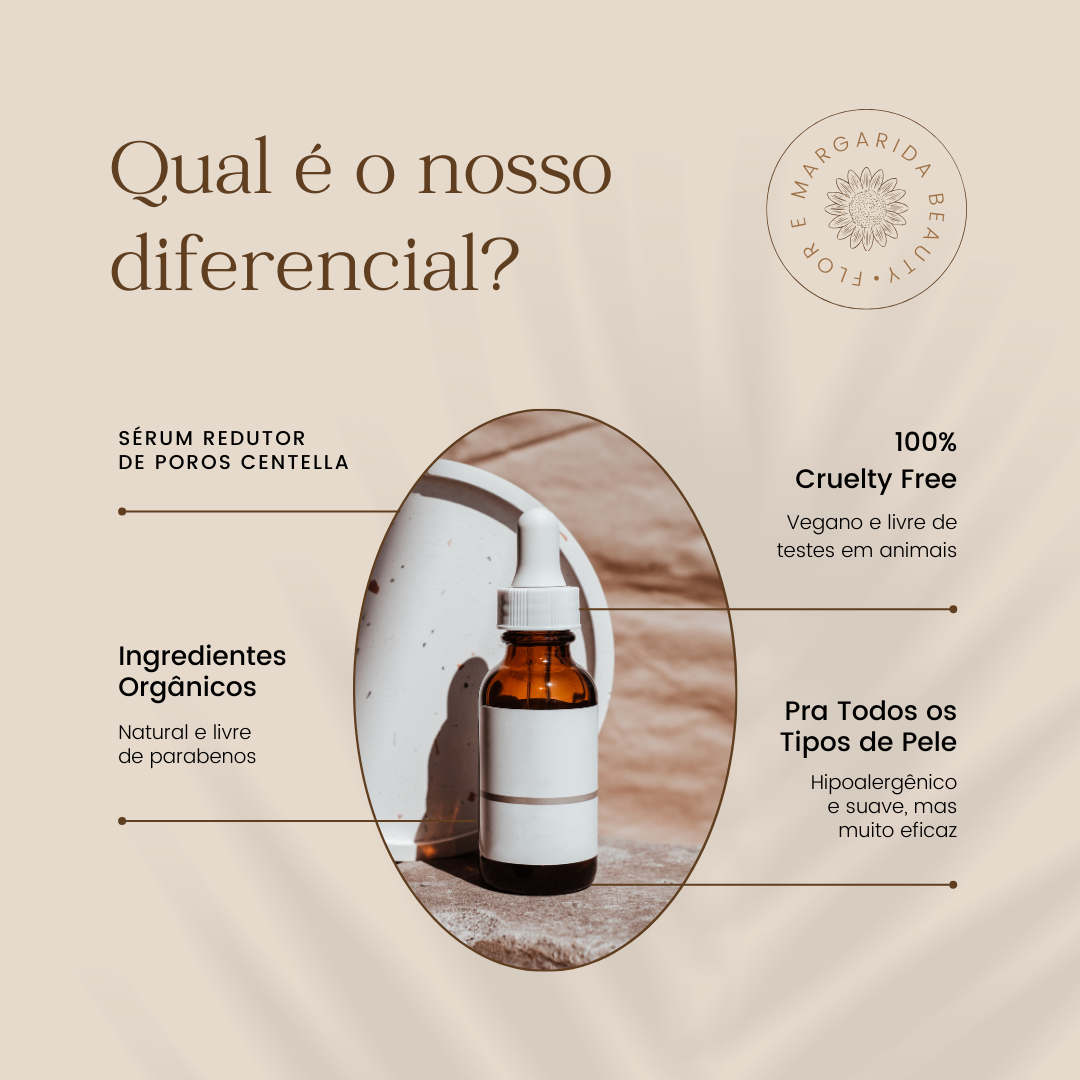 Qual é o nosso
diferencial?
FLOR E MARGARIDA BEAUTY •
SÉRUM REDUTOR
DE POROS CENTELLA
100%
Cruelty Free
Vegano e livre de
testes em animais
Ingredientes
Orgânicos
Natural e livre
de parabenos
Pra Todos os
Tipos de Pele
Hipoalergênico
e suave, mas
muito eficaz